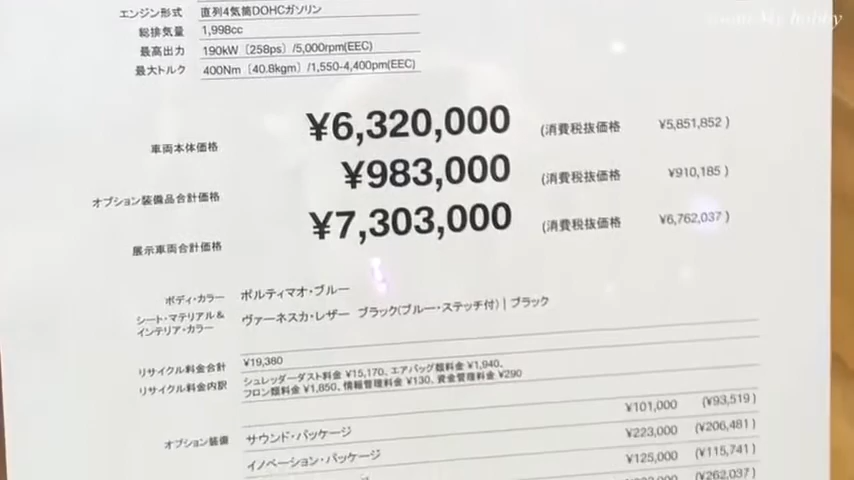 My hobby
エンジン形式 直列4気筒DOHCガソリン
総排気量 1,998cc
最高出力 190kW〔258ps〕/5,000rpm(EEC)
最大トルク 400Nm〔40.8kgm〕/1,550-4,400pm(EEC)
車両本体価格 ¥6,320,000 (消費税抜価格 ¥5,851,852 )
オプション装備品合計価格 ¥983,000 (消費税抜価格 ¥910,185 )
展示車両合計価格 ¥7,303,000 (消費税抜価格 ¥6,762,037 )
ボディ・カラー ポルティマオ・ブルー
シート・マテリアル&
インテリア・カラー ヴァーネスカ・レザー ブラック(ブルー・ステッチ付) | ブラック
リサイクル料金合計 ¥19,380
リサイクル料金内訳 シュレッダーダスト料金 ¥15,170、エアバッグ類料金 ¥1,940、
フロン類料金 ¥1,850、情報管理料金 ¥130、資金管理料金 ¥290
オプション装備 サウンド・パッケージ ¥101,000 (¥93,519 )
イノベーション・パッケージ ¥223,000 (¥206,481 )
¥125,000 (¥115,741 )
(¥262,037 )